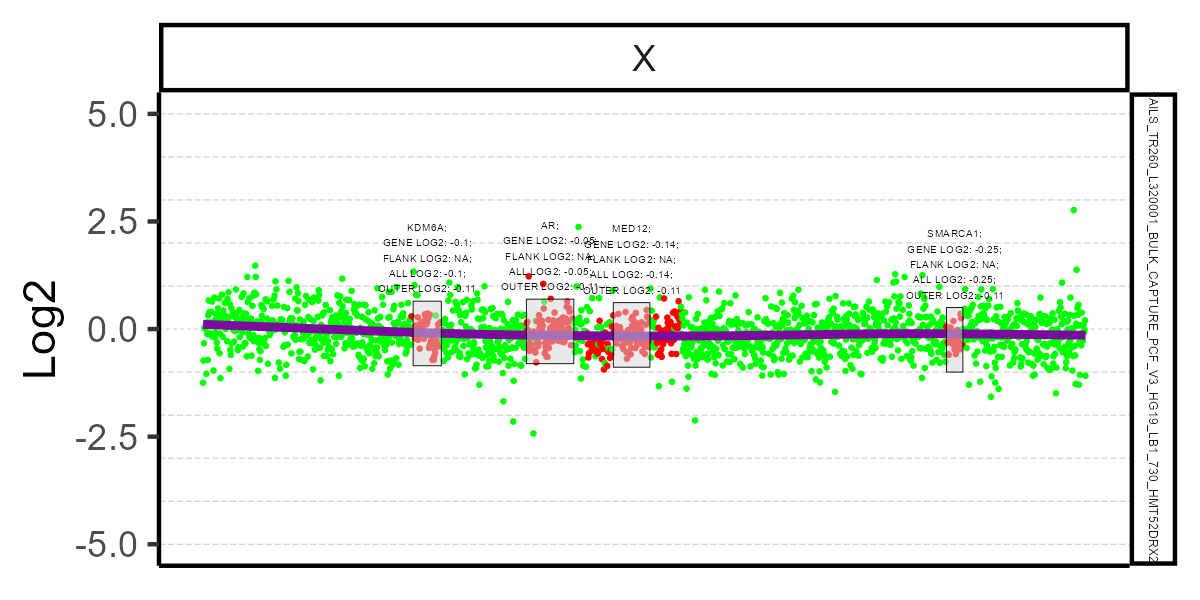 X
Log2
5.0
2.5
0.0
-2.5
-5.0
KDM6A;
GENE LOG2: -0.1;
FLANK LOG2: NA;
ALL LOG2: -0.1;
OUTER LOG2: -0.11
AR;
GENE LOG2: -0.05;
FLANK LOG2: NA;
ALL LOG2: -0.05;
OUTER LOG2: -0.11
MED12;
GENE LOG2: -0.14;
FLANK LOG2: NA;
ALL LOG2: -0.14;
OUTER LOG2: -0.11
SMARCA1;
GENE LOG2: -0.25;
FLANK LOG2: NA;
ALL LOG2: -0.25;
OUTER LOG2: -0.11
AILS_TR260_L320001_BULK_CAPTURE_PCF_V3_HG19_LB1_730_HMT52DRX2